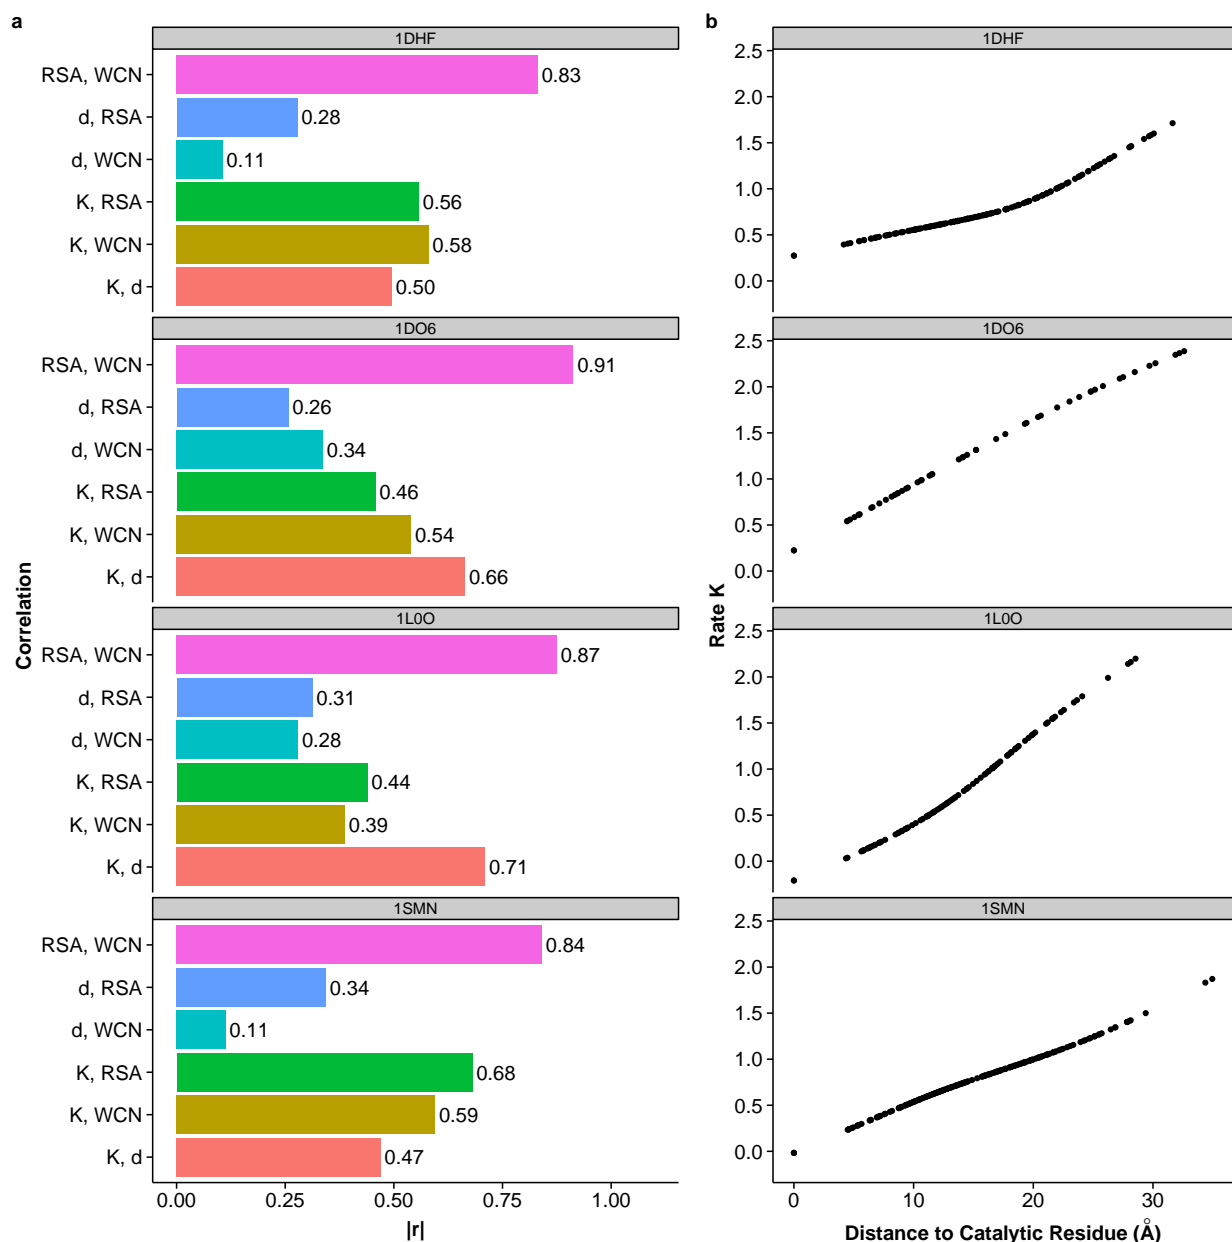 a
1DHF
RSA, WCN
0.83
d, RSA
0.28
d, WCN
0.11
K, RSA
0.56
K, WCN
0.58
K, d
0.50
1DO6
RSA, WCN
0.91
d, RSA
0.26
d, WCN
0.34
K, RSA
0.46
K, WCN
0.54
K, d
0.66
1L0O
RSA, WCN
0.87
d, RSA
0.31
d, WCN
0.28
K, RSA
0.44
K, WCN
0.39
K, d
0.71
1SMN
RSA, WCN
0.84
d, RSA
0.34
d, WCN
0.11
K, RSA
0.68
K, WCN
0.59
K, d
0.47
0.00 0.25 0.50 0.75 1.00
|r|
Correlation
b
1DHF
2.5
2.0
1.5
1.0
0.5
0.0
1DO6
2.5
2.0
1.5
1.0
0.5
0.0
1L0O
2.5
2.0
1.5
1.0
0.5
0.0
1SMN
2.5
2.0
1.5
1.0
0.5
0.0
0 10 20 30
Distance to Catalytic Residue (Å)
Rate K